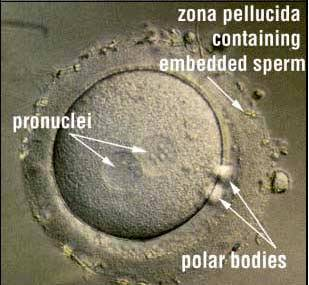 zona pellucida
containing
embedded sperm
pronuclei
polar bodies